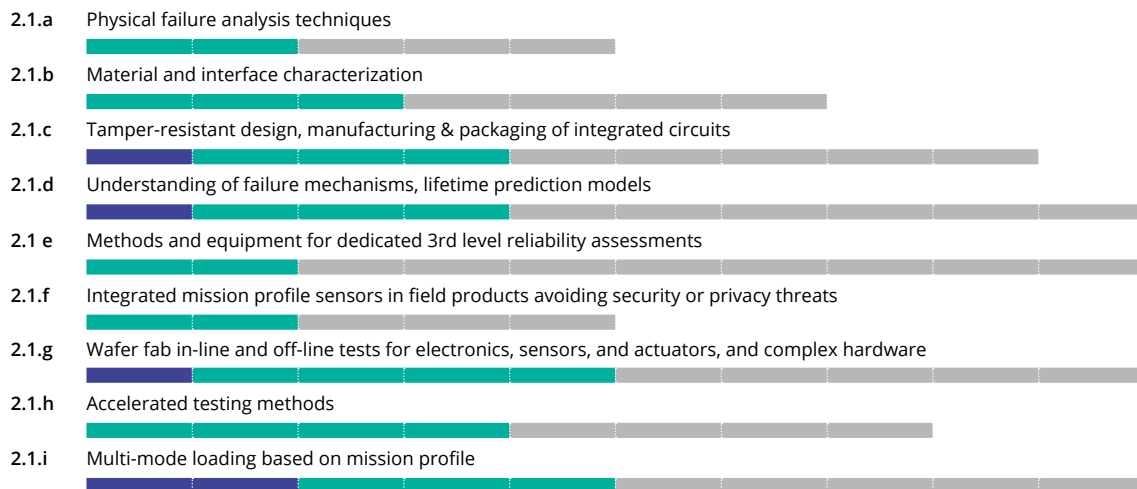 2.1.a Physical failure analysis techniques
2.1.b Material and interface characterization
2.1.c Tamper-resistant design, manufacturing & packaging of integrated circuits
2.1.d Understanding of failure mechanisms, lifetime prediction models
2.1 e Methods and equipment for dedicated 3rd level reliability assessments
2.1.f Integrated mission profile sensors in field products avoiding security or privacy threats
2.1.g Wafer fab in-line and off-line tests for electronics, sensors, and actuators, and complex hardware
2.1.h Accelerated testing methods
2.1.i Multi-mode loading based on mission profile